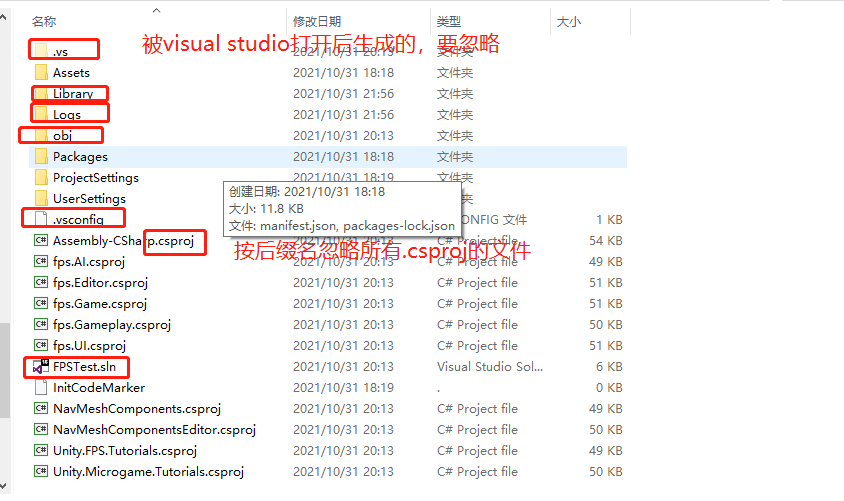 名称 修改日期 类型 大小
被visual studio打开后生成的，要忽略
.vs 2021/10/31 20:13 文件夹
Assets 2021/10/31 18:18 文件夹
Library 2021/10/31 21:56 文件夹
Logs 2021/10/31 21:56 文件夹
obj 2021/10/31 20:13 文件夹
Packages 2021/10/31 18:18 文件夹
ProjectSettings 2021/10/31 18:19 文件夹
UserSettings 文件夹
创建日期: 2021/10/31 18:18
大小: 11.8 KB
文件: manifest.json, packages-lock.json
.vsconfig ONFIG 文件 1 KB
Assembly-CSharp.csproj Project file 54 KB
按后缀名忽略所有.csproj的文件
fps.AI.csproj 2021/10/31 20:13 C# Project file 49 KB
fps.Editor.csproj 2021/10/31 20:13 C# Project file 51 KB
fps.Game.csproj 2021/10/31 20:13 C# Project file 51 KB
fps.Gameplay.csproj 2021/10/31 20:13 C# Project file 50 KB
fps.UI.csproj 2021/10/31 20:13 C# Project file 50 KB
FPSTest.sln 2021/10/31 20:13 Visual Studio Sol... 6 KB
InitCodeMarker 2021/10/31 18:19 . 0 KB
NavMeshComponents.csproj 2021/10/31 20:13 C# Project file 49 KB
NavMeshComponentsEditor.csproj 2021/10/31 20:13 C# Project file 50 KB
Unity.FPS.Tutorials.csproj 2021/10/31 20:13 C# Project file 49 KB
Unity.Microgame.Tutorials.csproj 2021/10/31 20:13 C# Project file 50 KB